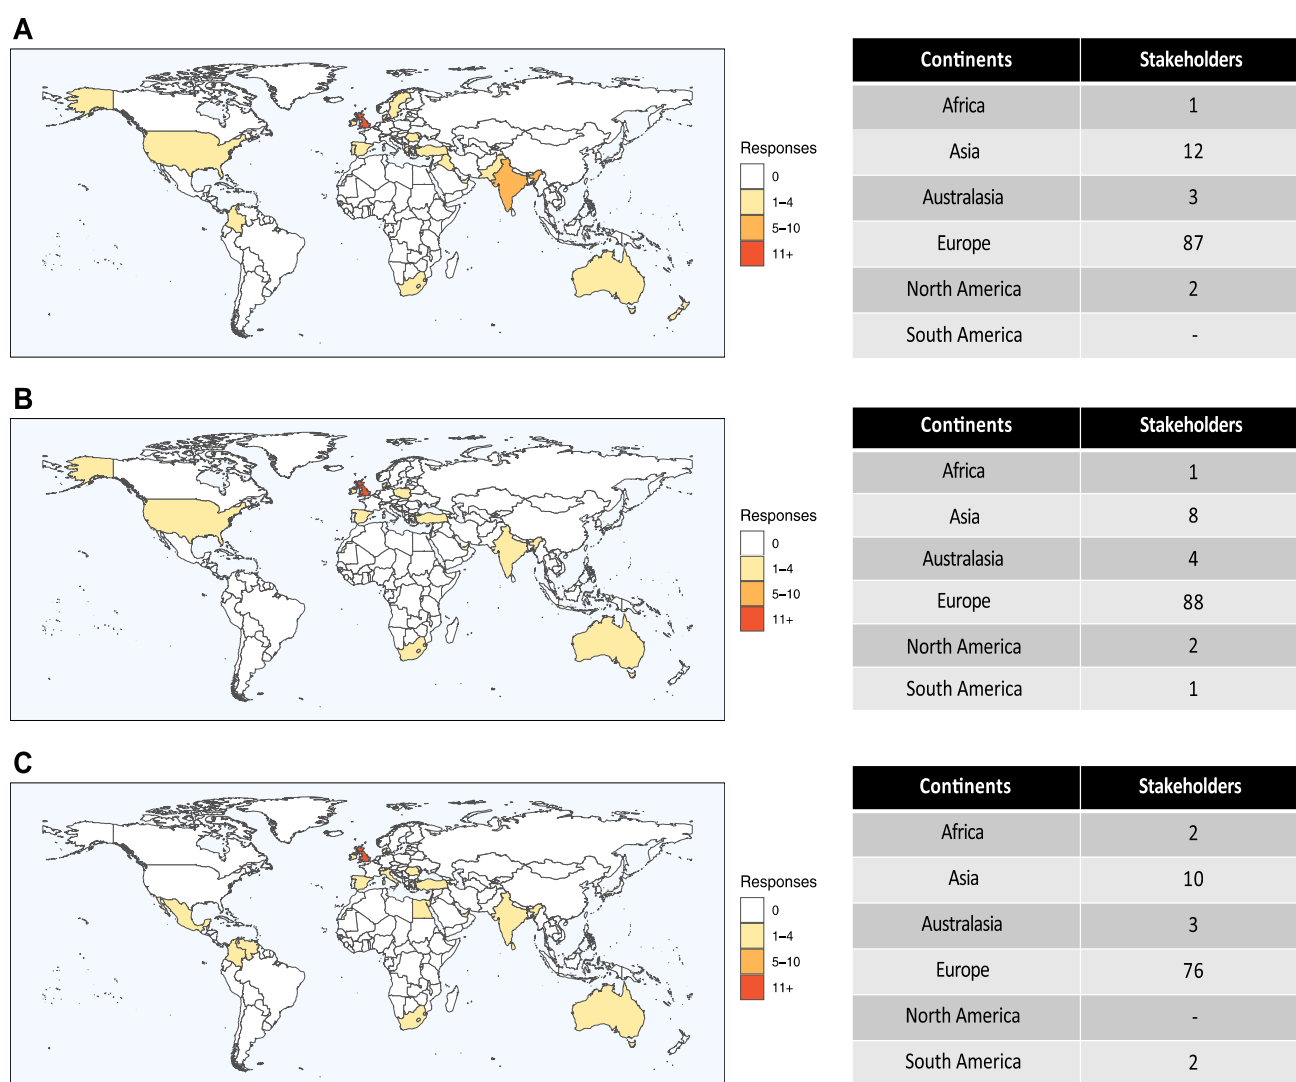 A
Responses
0
1–4
5–10
11+
Continents Stakeholders
Africa 1
Asia 12
Australasia 3
Europe 87
North America 2
South America -
B
Responses
0
1–4
5–10
11+
Continents Stakeholders
Africa 1
Asia 8
Australasia 4
Europe 88
North America 2
South America 1
C
Responses
0
1–4
5–10
11+
Continents Stakeholders
Africa 2
Asia 10
Australasia 3
Europe 76
North America -
South America 2